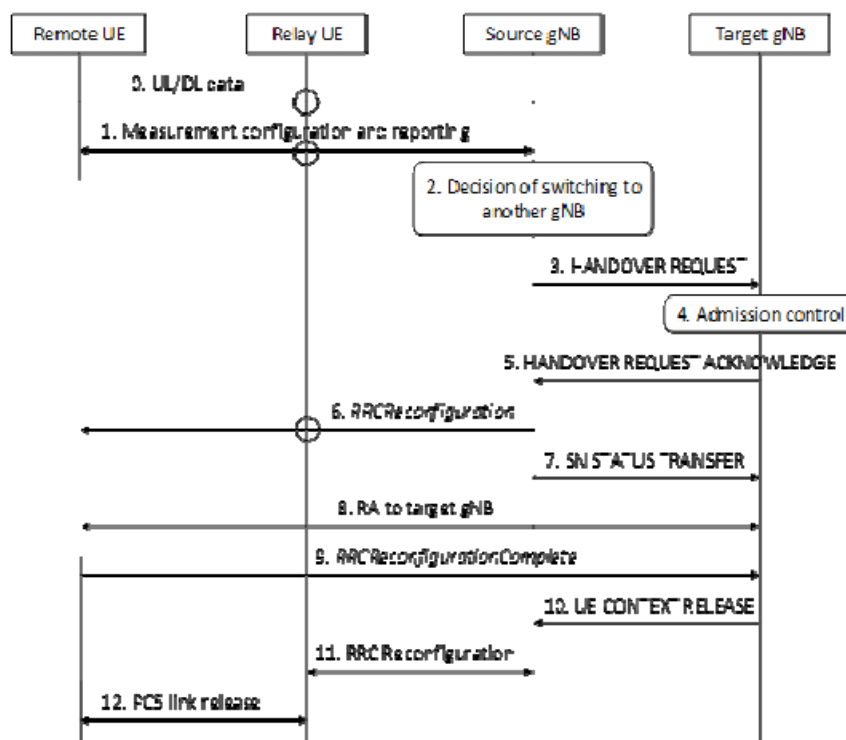 Remote UE
Relay UE
Source gNB
Target gNB
0. UL/DL data
1. Measurement configuration and reporting
2. Decision of switching to
another gNB
3. HANDOVER REQUEST
4. Admission control
5. HANDOVER REQUEST ACKNOWLEDGE
6. RRCReconfiguration
7. SN STATUS TRANSFER
8. RA to target gNB
9. RRCReconfigurationComplete
10. UE CONTEXT RELEASE
11. RRCReconfiguration
12. PC5 link release